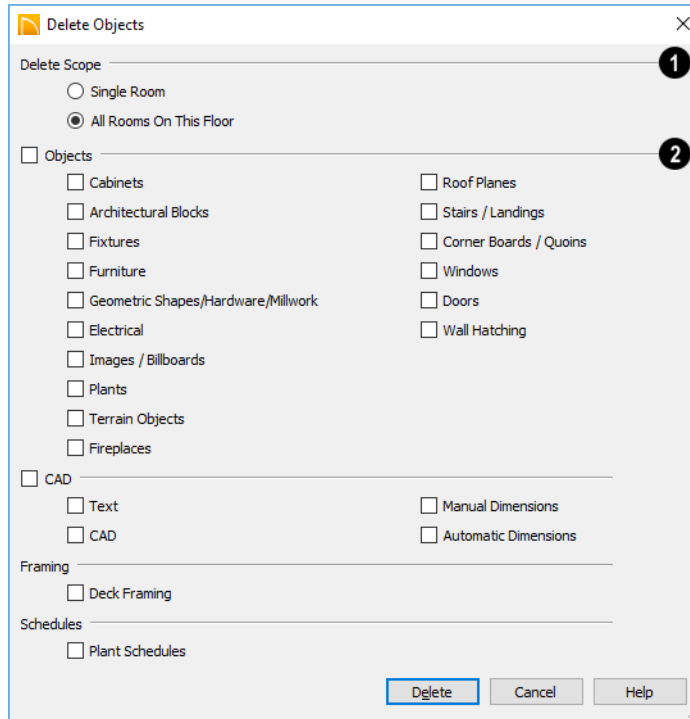 Delete Objects
Delete Scope 1
Single Room
All Rooms On This Floor
Objects 2
Cabinets Roof Planes
Architectural Blocks Stairs / Landings
Fixtures Corner Boards / Quoins
Furniture Windows
Geometric Shapes/Hardware/Millwork Doors
Electrical Wall Hatching
Images / Billboards
Plants
Terrain Objects
Fireplaces
CAD
Text Manual Dimensions
CAD Automatic Dimensions
Framing
Deck Framing
Schedules
Plant Schedules
Delete Cancel Help